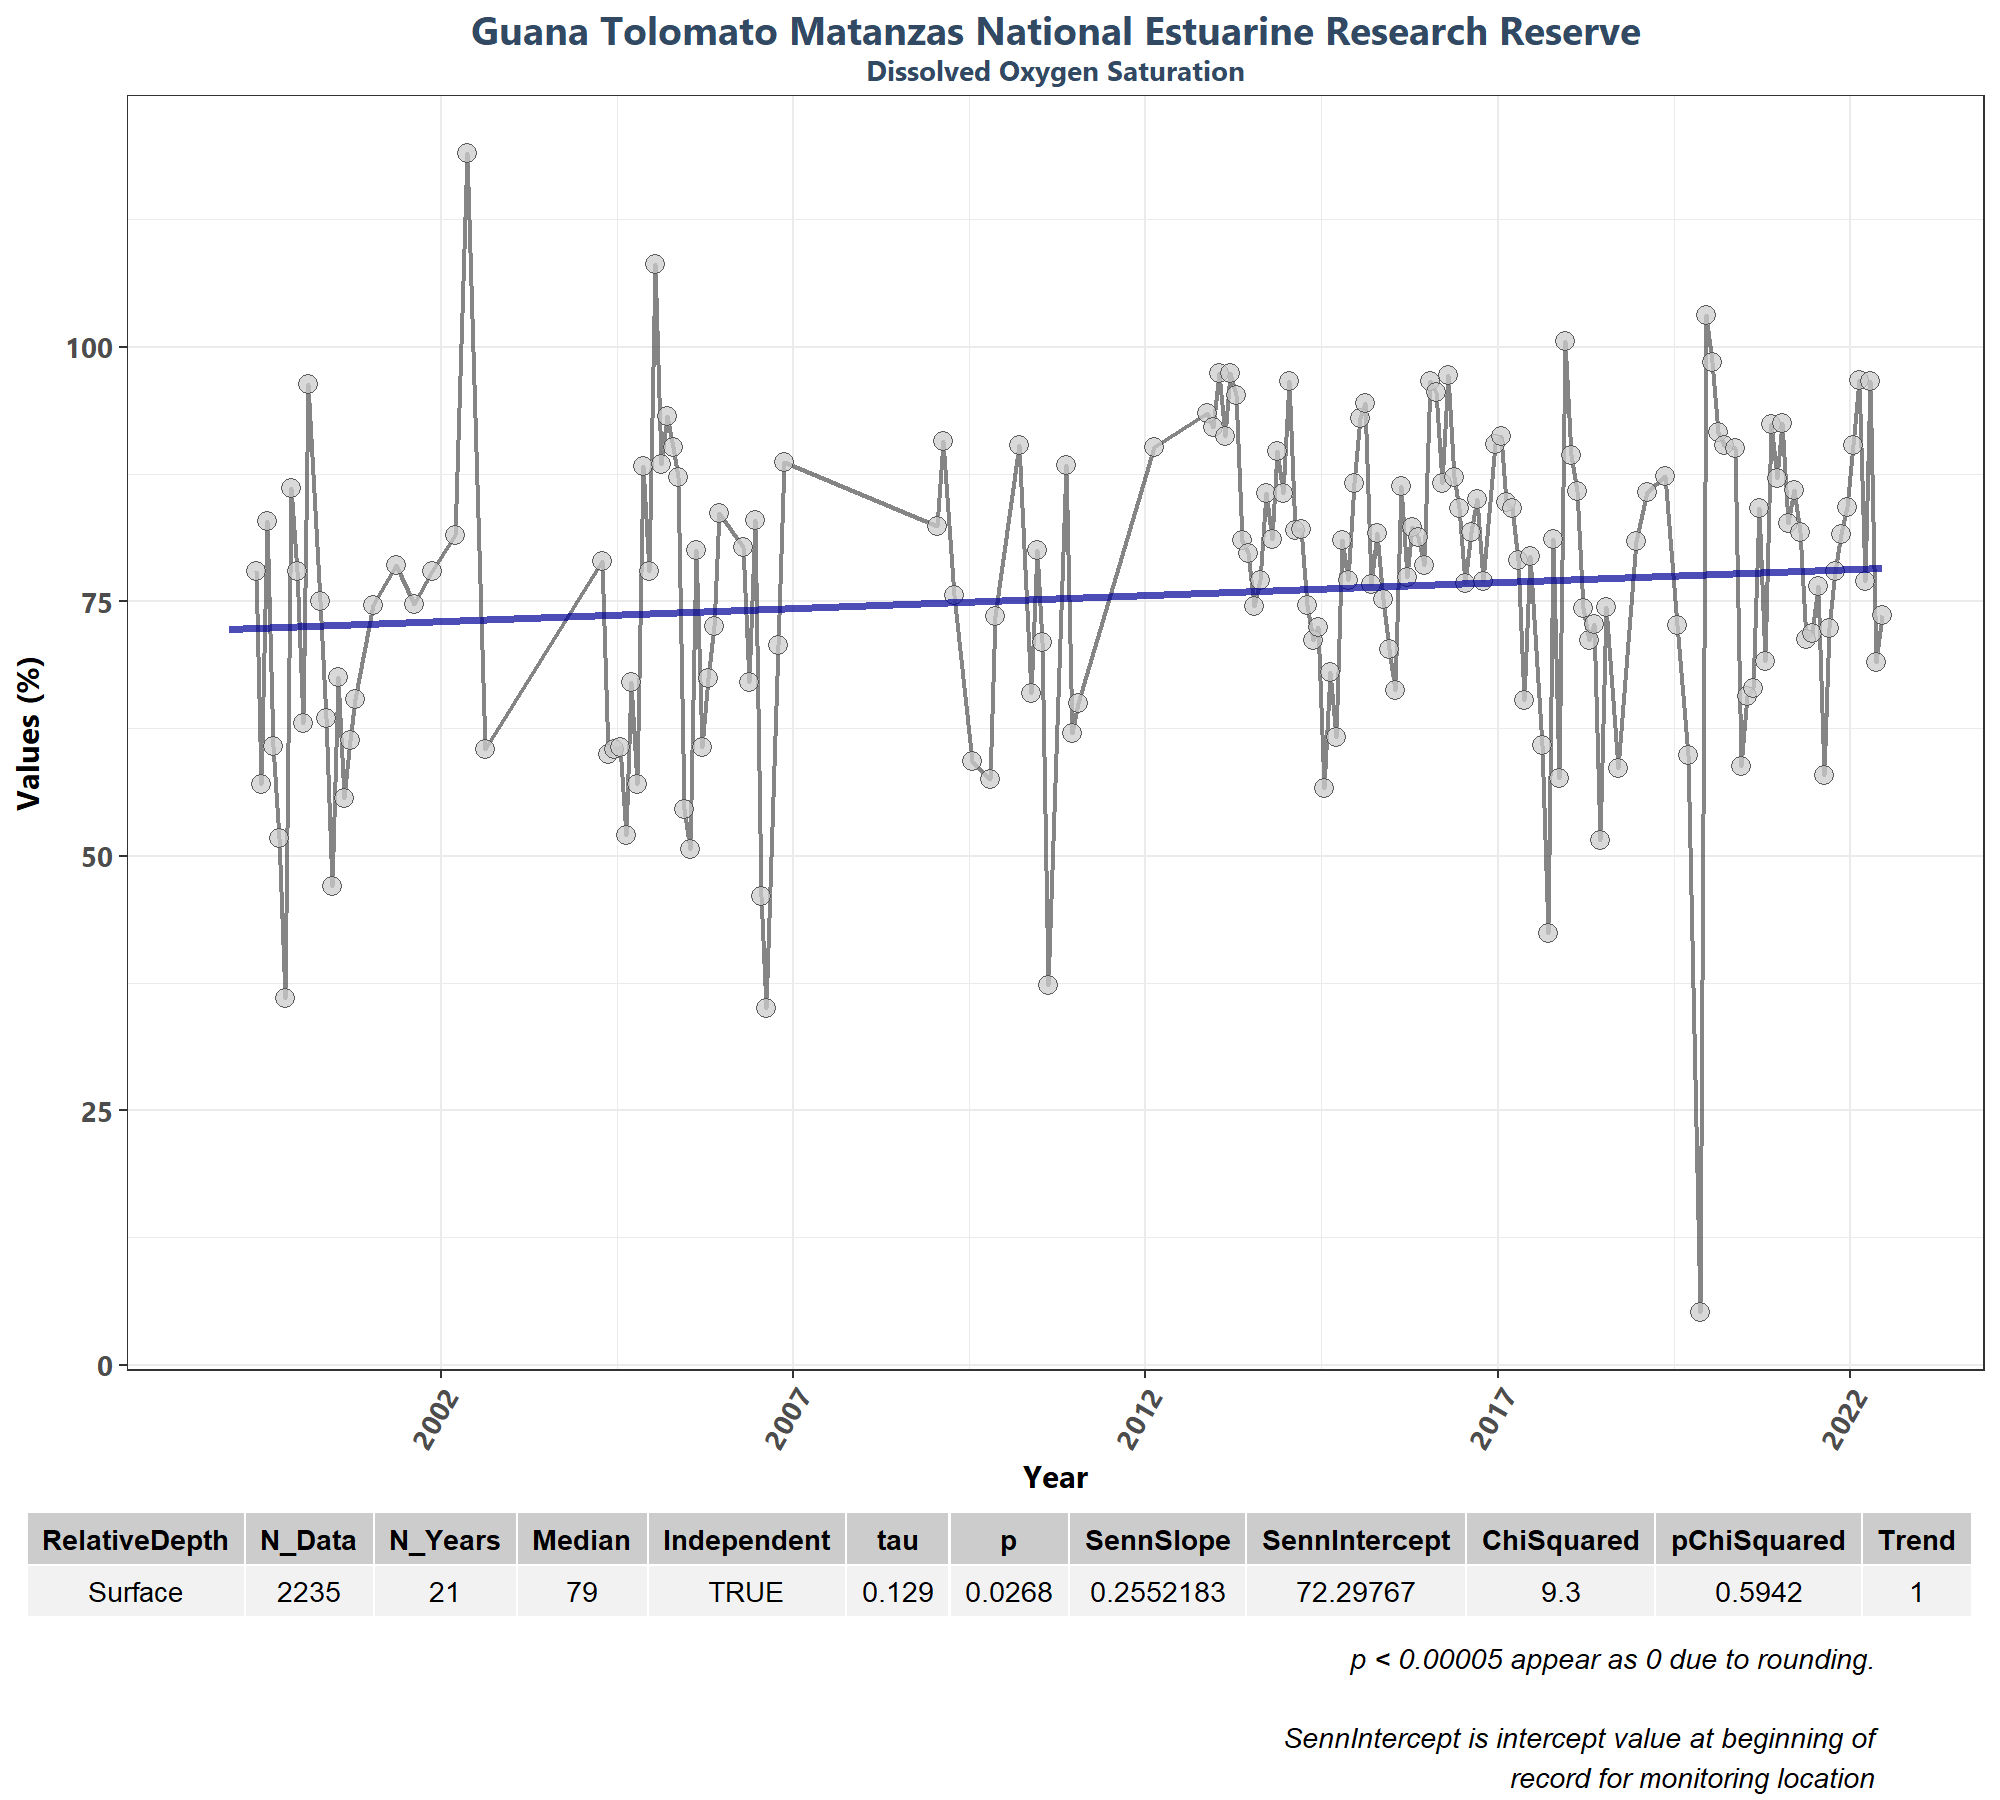 Guana Tolomato Matanzas National Estuarine Research Reserve
Dissolved Oxygen Saturation
100
75
50
25
0
Values (%)
2002 2007 2012 2017 2022
Year
RelativeDepth N_Data N_Years Median Independent tau p SennSlope SennIntercept ChiSquared pChiSquared Trend
Surface 2235 21 79 TRUE 0.129 0.0268 0.2552183 72.29767 9.3 0.5942 1
p < 0.00005 appear as 0 due to rounding.
SennIntercept is intercept value at beginning of
record for monitoring location